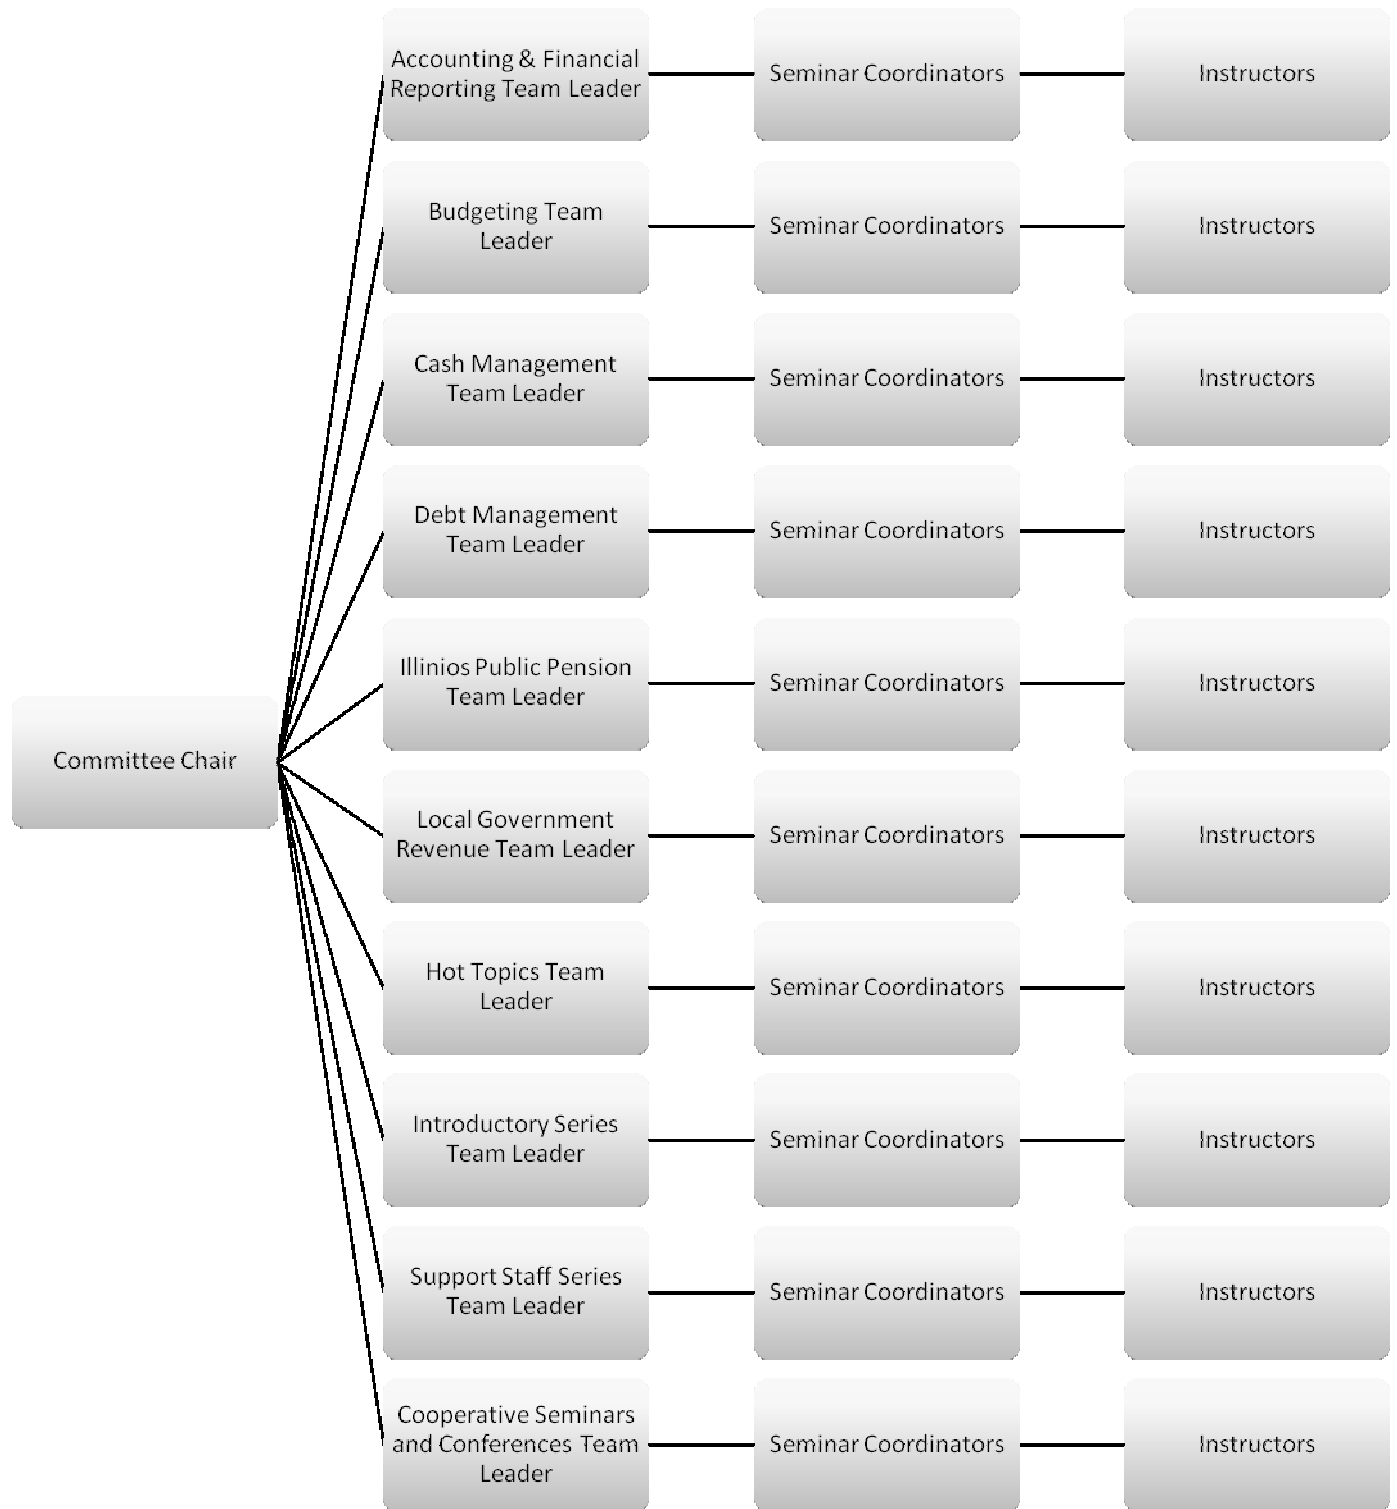 Accounting & Financial
Reporting Team Leader
Seminar Coordinators
Instructors
Budgeting Team
Leader
Seminar Coordinators
Instructors
Cash Management
Team Leader
Seminar Coordinators
Instructors
Debt Management
Team Leader
Seminar Coordinators
Instructors
Illinios Public Pension
Team Leader
Seminar Coordinators
Instructors
Committee Chair
Local Government
Revenue Team Leader
Seminar Coordinators
Instructors
Hot Topics Team
Leader
Seminar Coordinators
Instructors
Introductory Series
Team Leader
Seminar Coordinators
Instructors
Support Staff Series
Team Leader
Seminar Coordinators
Instructors
Cooperative Seminars
and Conferences Team
Leader
Seminar Coordinators
Instructors